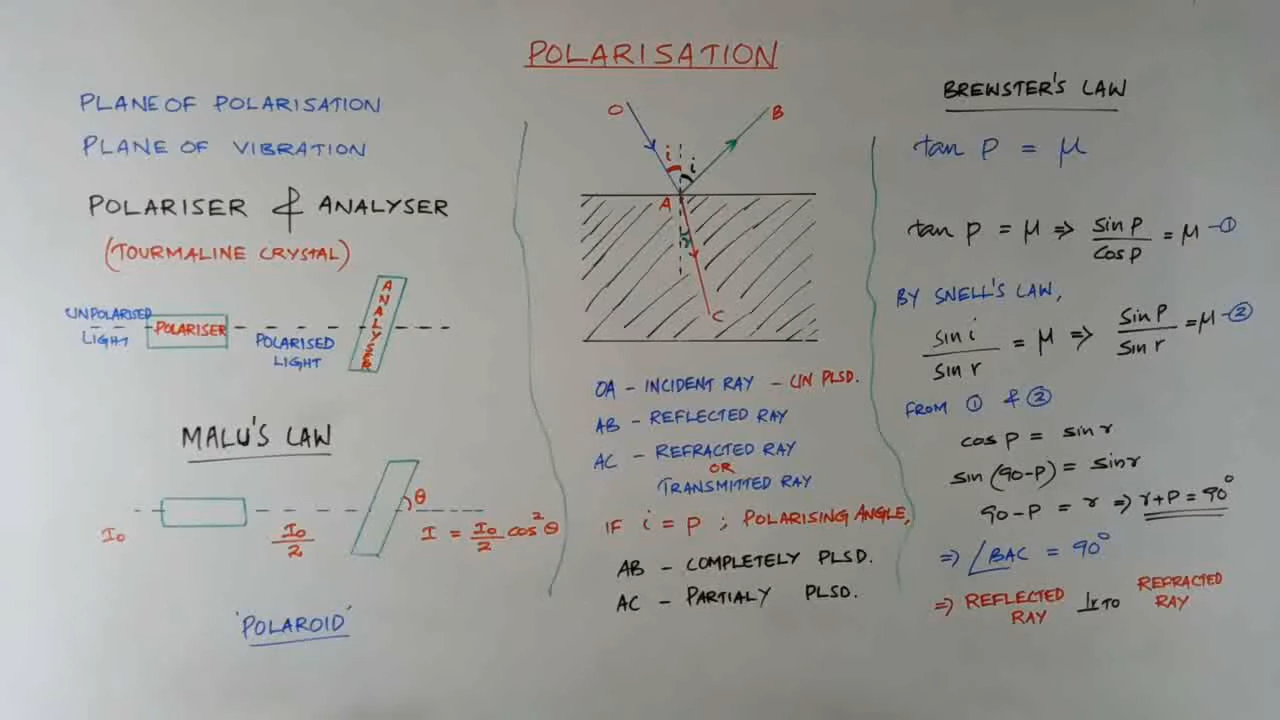 POLARISATION
PLANE OF POLARISATION
PLANE OF VIBRATION
POLARISER & ANALYSER
(TOURMALINE CRYSTAL)
UNPOLARISED
LIGHT
POLARISER
POLARISED
LIGHT
ANALYSER
MALU'S LAW
I₀
I₀/2
θ
I = I₀/2 cos²θ
'POLAROID'
O
B
i
i
A
r
C
OA – INCIDENT RAY – UN PLSD.
AB – REFLECTED RAY
AC – REFRACTED RAY
OR
TRANSMITTED RAY
IF i = p ; POLARISING ANGLE,
AB – COMPLETELY PLSD.
AC – PARTIALY PLSD.
BREWSTER'S LAW
tan p = μ
tan p = μ ⇒ sin p / cos p = μ –①
BY SNELL'S LAW,
sin i / sin r = μ ⇒ sin p / sin r = μ –②
FROM ① & ②
cos p = sin r
sin (90-p) = sin r
90-p = r ⇒ r+p = 90°
⇒ ∠BAC = 90°
⇒ REFLECTED RAY ⊥r TO REFRACTED RAY